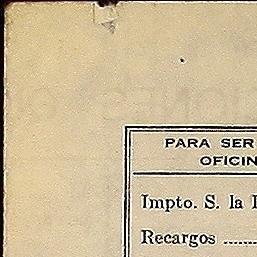 PARA SER
OFICIN
Impto. S. la
Recargos ........